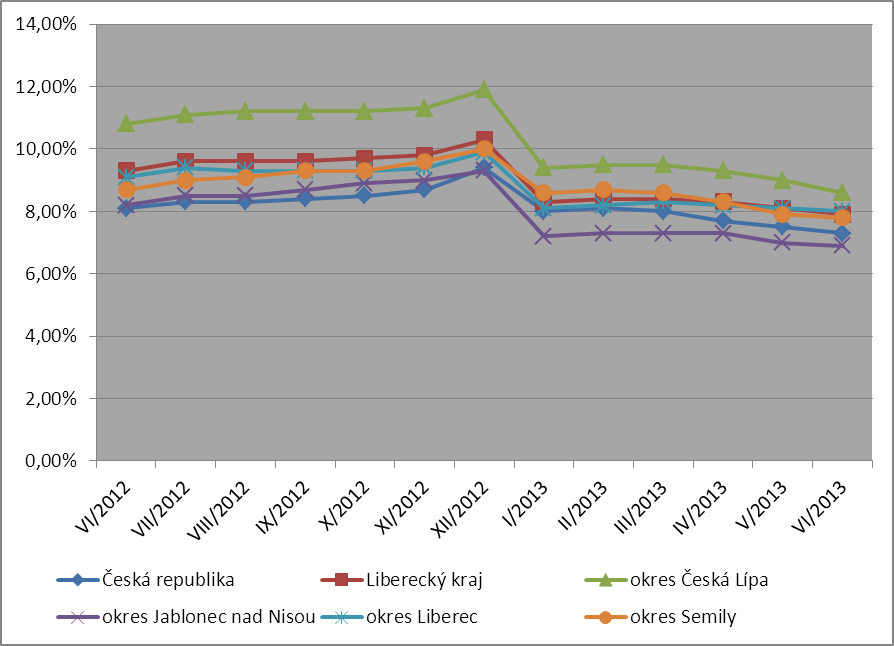 14,00%
12,00%
10,00%
8,00%
6,00%
4,00%
2,00%
0,00%
VI/2012
VII/2012
VIII/2012
IX/2012
X/2012
XI/2012
XII/2012
I/2013
II/2013
III/2013
IV/2013
V/2013
VI/2013
Česká republika
Liberecký kraj
okres Česká Lípa
okres Jablonec nad Nisou
okres Liberec
okres Semily